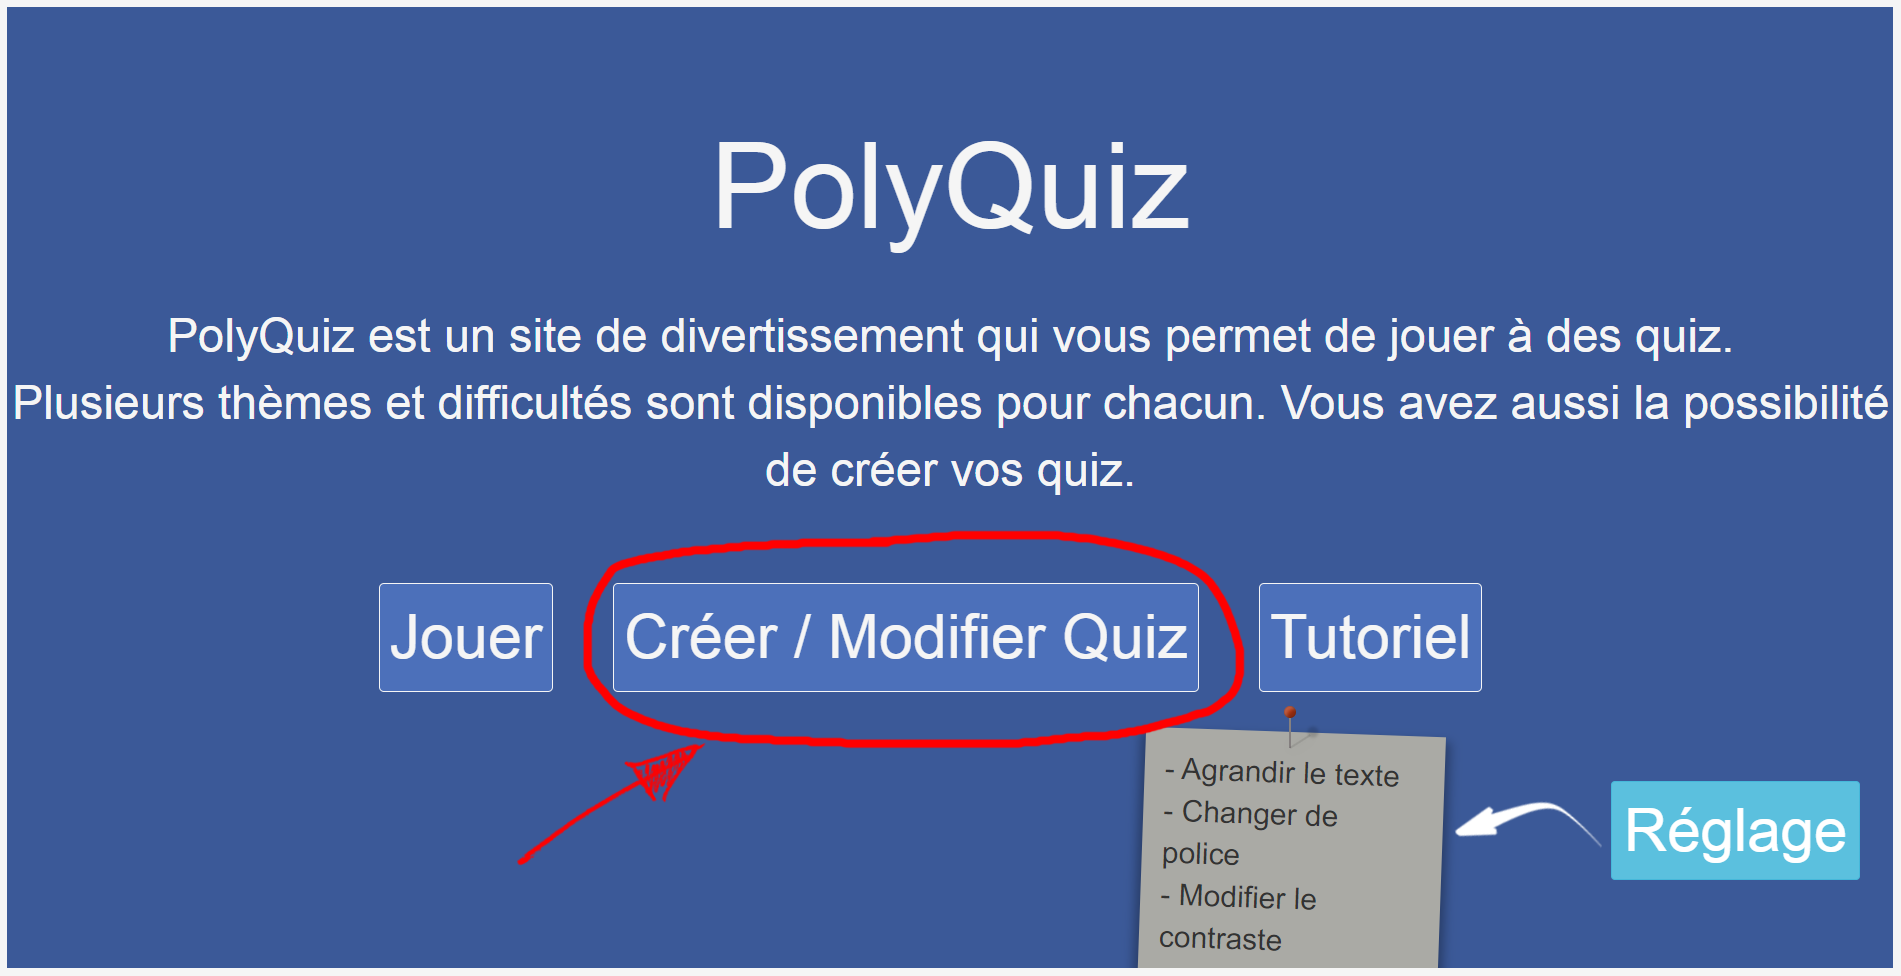 PolyQuiz
PolyQuiz est un site de divertissement qui vous permet de jouer à des quiz.
Plusieurs thèmes et difficultés sont disponibles pour chacun. Vous avez aussi la possibilité
de créer vos quiz.
Jouer
Créer / Modifier Quiz
Tutoriel
- Agrandir le texte
- Changer de
police
- Modifier le
contraste
Réglage